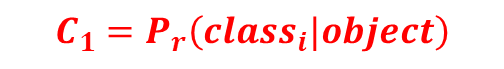 C₁ = Pᵣ(classᵢ|object)